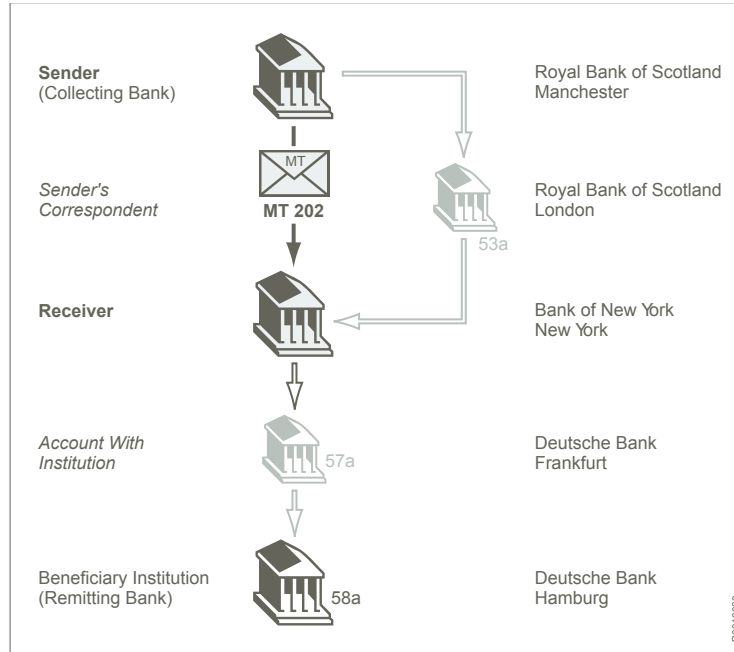 Sender
(Collecting Bank)
Royal Bank of Scotland
Manchester
MT
MT 202
Sender's
Correspondent
Royal Bank of Scotland
London
53a
Receiver
Bank of New York
New York
Account With
Institution
57a
Deutsche Bank
Frankfurt
Beneficiary Institution
(Remitting Bank)
58a
Deutsche Bank
Hamburg